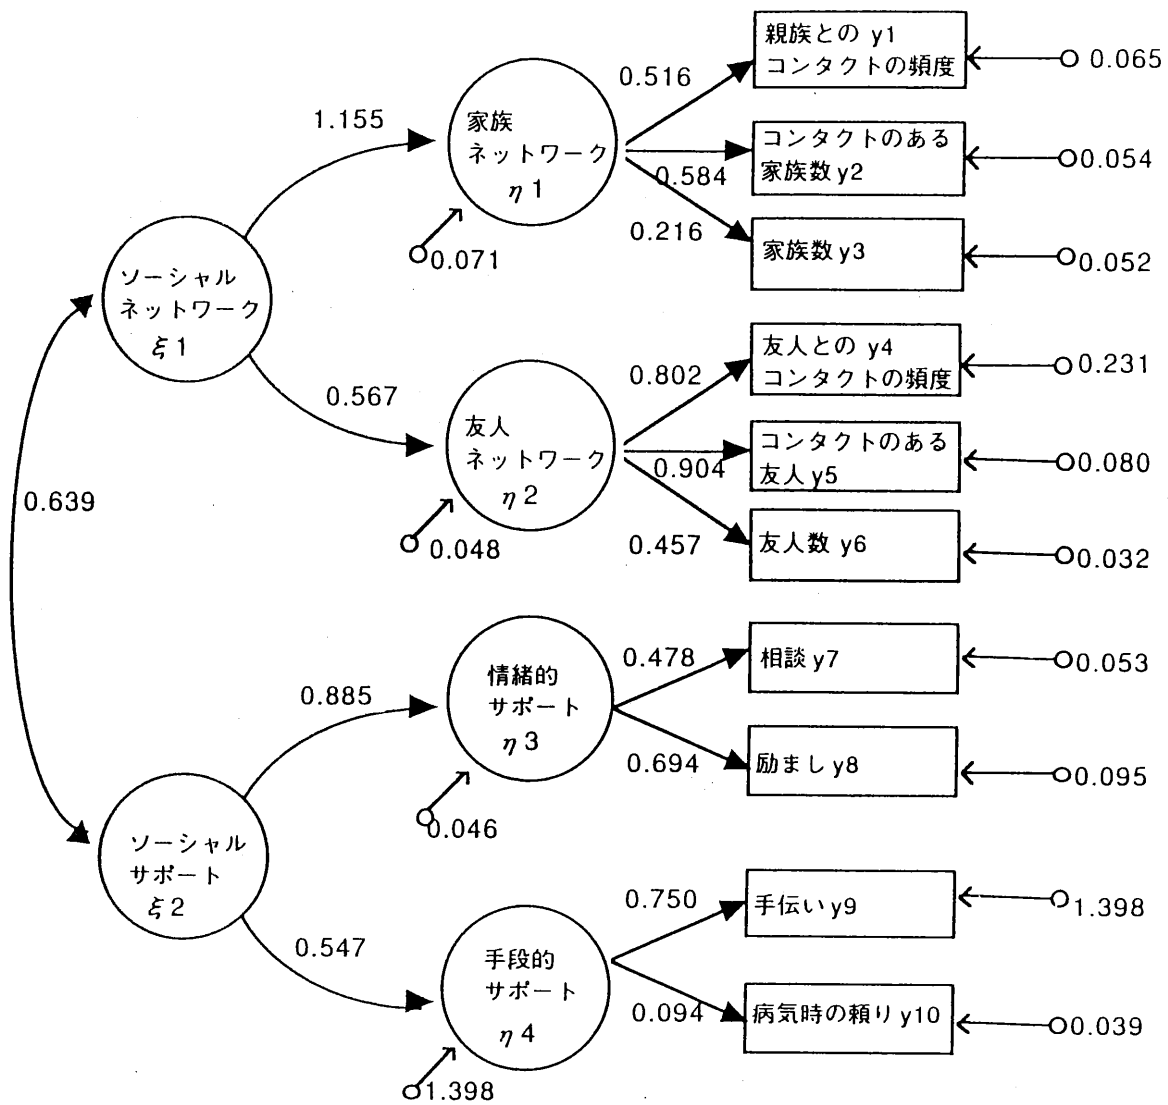 親族との y1
コンタクトの頻度
0.065
0.516
1.155
家族
ネットワーク
η1
コンタクトのある
家族数 y2
0.054
0.584
0.216
家族数 y3
0.052
0.071
ソーシャル
ネットワーク
ξ1
友人との y4
コンタクトの頻度
0.231
0.802
0.567
友人
ネットワーク
η2
コンタクトのある
友人 y5
0.080
0.904
0.639
0.457
友人数 y6
0.032
0.048
相談 y7
0.053
0.478
0.885
情緒的
サポート
η3
0.694
励まし y8
0.095
0.046
ソーシャル
サポート
ξ2
0.750
手伝い y9
1.398
0.547
手段的
サポート
η4
0.094
病気時の頼り y10
0.039
1.398